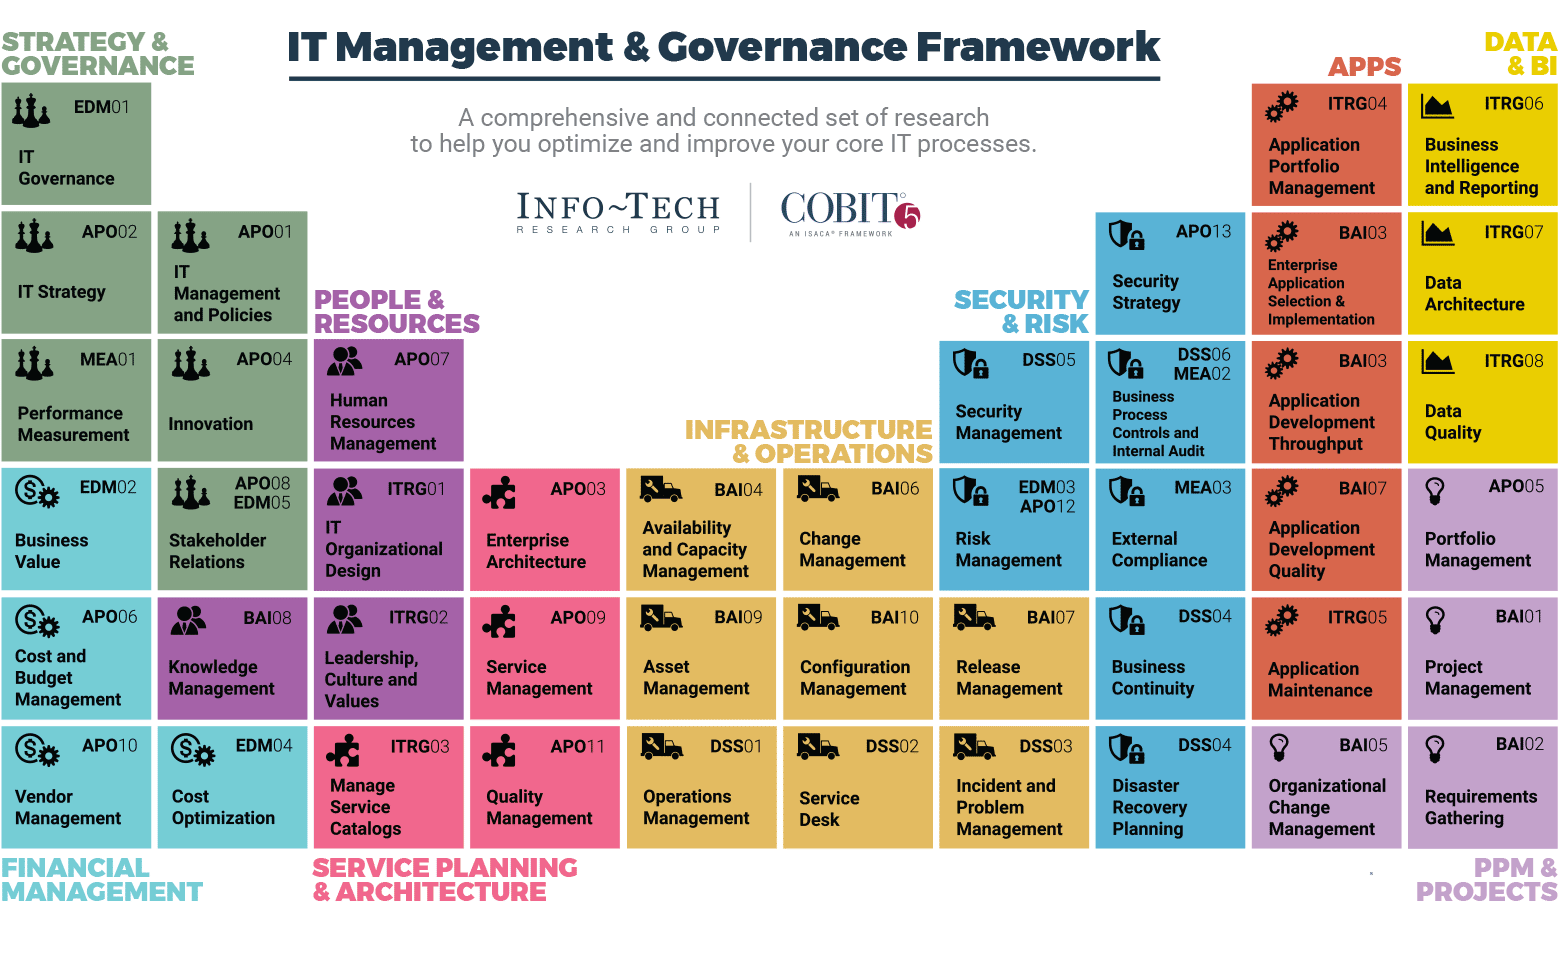 IT Management & Governance Framework
A comprehensive and connected set of research
to help you optimize and improve your core IT processes.
INFO~TECH
RESEARCH GROUP
COBIT 5
AN ISACA® FRAMEWORK
STRATEGY &
GOVERNANCE
EDM01
IT
Governance
APO02
IT Strategy
APO01
IT
Management
and Policies
MEA01
Performance
Measurement
APO04
Innovation
APO08
EDM05
Stakeholder
Relations
PEOPLE &
RESOURCES
APO07
Human
Resources
Management
ITRG01
IT
Organizational
Design
BAI08
Knowledge
Management
ITRG02
Leadership,
Culture and
Values
EDM02
Business
Value
APO06
Cost and
Budget
Management
APO10
Vendor
Management
EDM04
Cost
Optimization
FINANCIAL
MANAGEMENT
APO03
Enterprise
Architecture
APO09
Service
Management
ITRG03
Manage
Service
Catalogs
APO11
Quality
Management
SERVICE PLANNING
& ARCHITECTURE
INFRASTRUCTURE
& OPERATIONS
BAI04
Availability
and Capacity
Management
BAI06
Change
Management
BAI09
Asset
Management
BAI10
Configuration
Management
BAI07
Release
Management
DSS01
Operations
Management
DSS02
Service
Desk
DSS03
Incident and
Problem
Management
SECURITY
& RISK
APO13
Security
Strategy
DSS05
Security
Management
DSS06
MEA02
Business
Process
Controls and
Internal Audit
EDM03
APO12
Risk
Management
MEA03
External
Compliance
DSS04
Business
Continuity
DSS04
Disaster
Recovery
Planning
APPS
ITRG04
Application
Portfolio
Management
BAI03
Enterprise
Application
Selection &
Implementation
BAI03
Application
Development
Throughput
BAI07
Application
Development
Quality
ITRG05
Application
Maintenance
DATA
& BI
ITRG06
Business
Intelligence
and Reporting
ITRG07
Data
Architecture
ITRG08
Data
Quality
APO05
Portfolio
Management
BAI01
Project
Management
BAI05
Organizational
Change
Management
BAI02
Requirements
Gathering
PPM &
PROJECTS